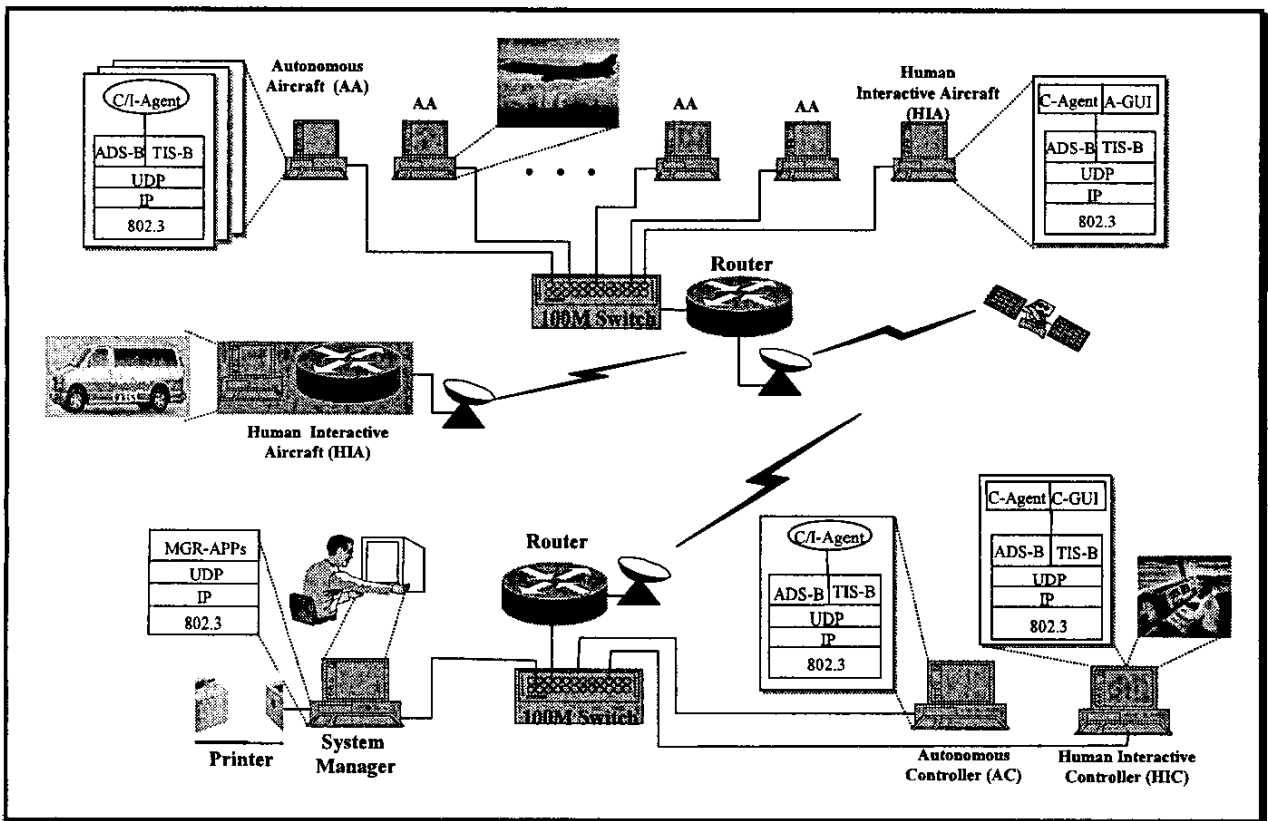 Autonomous
Aircraft (AA)
C/I-Agent
ADS-B TIS-B
UDP
IP
802.3
AA
AA
AA
Human
Interactive Aircraft
(HIA)
C-Agent A-GUI
ADS-B TIS-B
UDP
IP
802.3
100M Switch
Router
Human Interactive
Aircraft (HIA)
MGR-APPs
UDP
IP
802.3
Printer
System
Manager
Router
100M Switch
C/I-Agent
ADS-B TIS-B
UDP
IP
802.3
Autonomous
Controller (AC)
C-Agent C-GUI
ADS-B TIS-B
UDP
IP
802.3
Human Interactive
Controller (HIC)